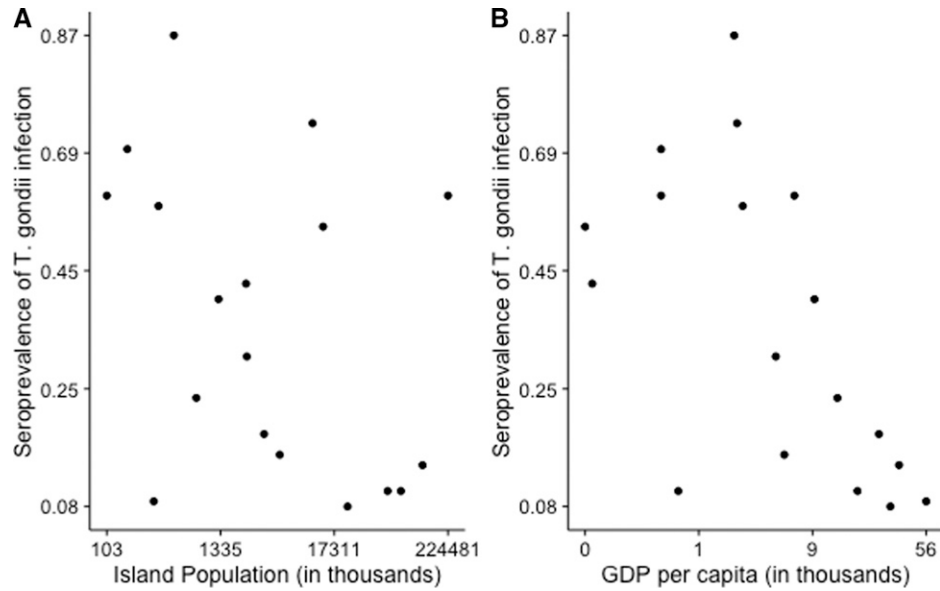 A
Seroprevalence of T. gondii infection
0.87
0.69
0.45
0.25
0.08
103 1335 17311 224481
Island Population (in thousands)
B
Seroprevalence of T. gondii infection
0.87
0.69
0.45
0.25
0.08
0 1 9 56
GDP per capita (in thousands)